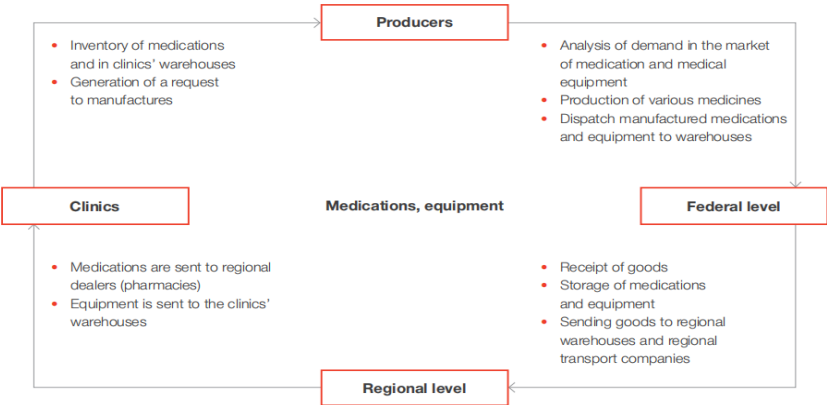 Producers
Inventory of medications
and in clinics' warehouses
Generation of a request
to manufactures
Analysis of demand in the market
of medication and medical
equipment
Production of various medicines
Dispatch manufactured medications
and equipment to warehouses
Clinics
Medications, equipment
Federal level
Medications are sent to regional
dealers (pharmacies)
Equipment is sent to the clinics'
warehouses
Receipt of goods
Storage of medications
and equipment
Sending goods to regional
warehouses and regional
transport companies
Regional level